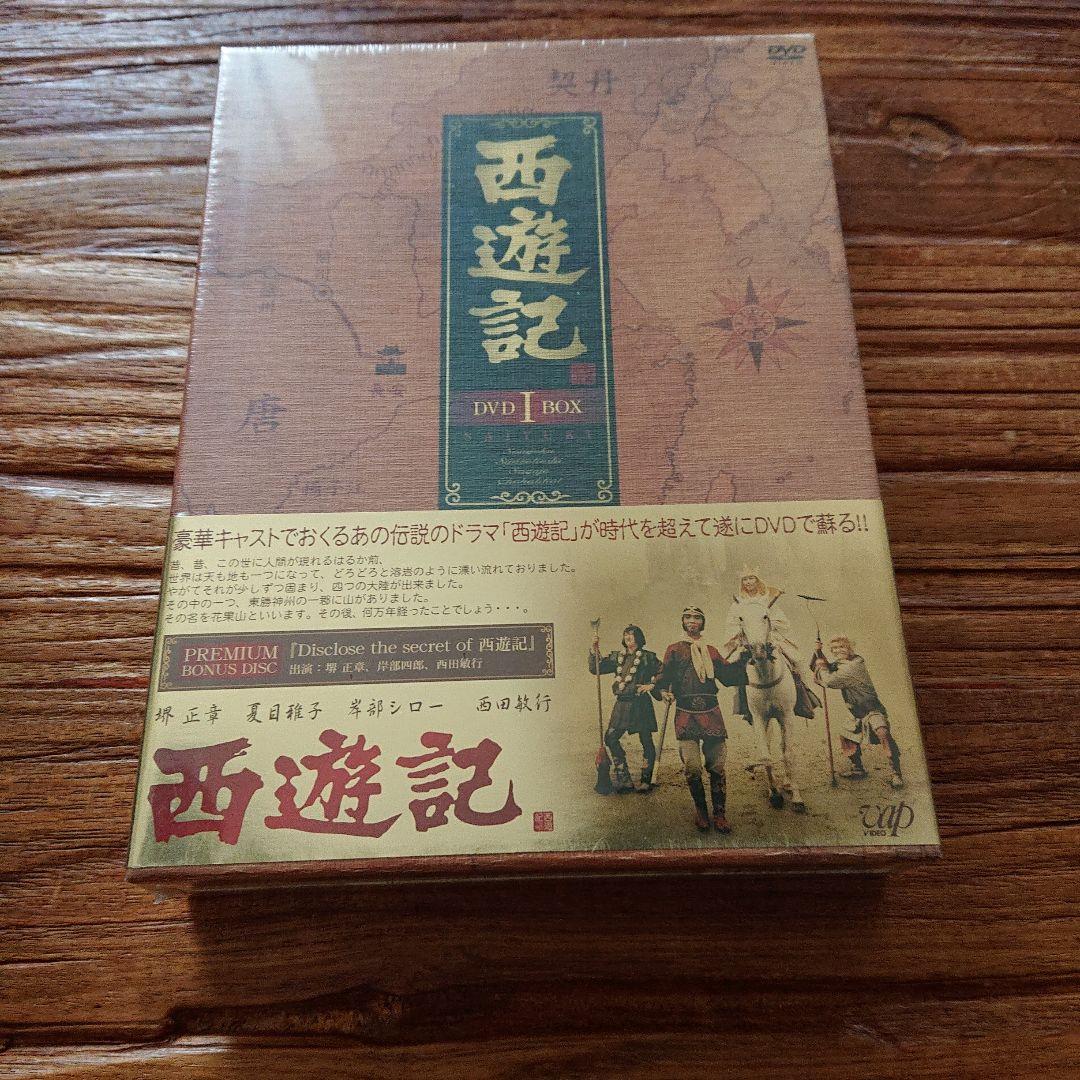 DVD
契丹
西
遊
記
DVD I BOX
SAIYUKI
長安
唐
豪華キャストでおくるあの伝説のドラマ「西遊記」が時代を超えて遂にDVDで蘇る!!
昔、昔、この世に人間が現れるはるか前、
世界は天も地も一つになって、どろどろと溶岩のように漂い流れておりました。
やがてそれが少しずつ固まり、四つの大陸が出来ました。
その中の一つ、東勝神州の一郷に山がありました。
その名を花果山といいます。その後、何万年経ったことでしょう・・・。
PREMIUM
BONUS DISC
『Disclose the secret of 西遊記』
出演：堺 正章、岸部四郎、西田敏行
堺 正章 夏目雅子 岸部シロー 西田敏行
西遊記
vap
VIDEO